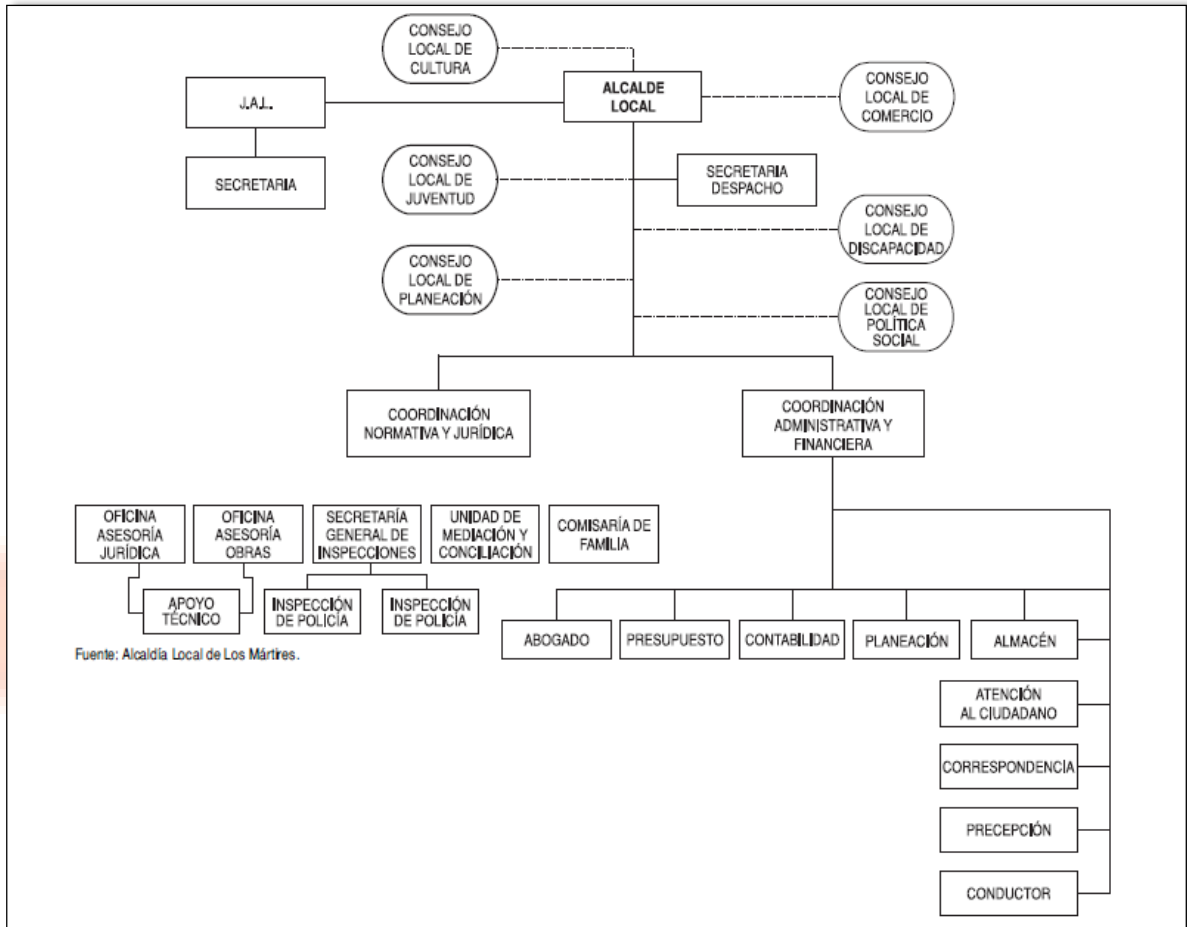 CONSEJO
LOCAL DE
CULTURA
ALCALDE
LOCAL
CONSEJO
LOCAL DE
COMERCIO
J.A.L.
SECRETARIA
CONSEJO
LOCAL DE
JUVENTUD
SECRETARIA
DESPACHO
CONSEJO
LOCAL DE
DISCAPACIDAD
CONSEJO
LOCAL DE
PLANEACIÓN
CONSEJO
LOCAL DE
POLÍTICA
SOCIAL
COORDINACIÓN
NORMATIVA Y JURÍDICA
COORDINACIÓN
ADMINISTRATIVA Y
FINANCIERA
OFICINA
ASESORÍA
JURÍDICA
OFICINA
ASESORÍA
OBRAS
SECRETARÍA
GENERAL DE
INSPECCIONES
UNIDAD DE
MEDIACIÓN Y
CONCILIACIÓN
COMISARÍA DE
FAMILIA
APOYO
TÉCNICO
INSPECCIÓN
DE POLICÍA
INSPECCIÓN
DE POLICÍA
ABOGADO
PRESUPUESTO
CONTABILIDAD
PLANEACIÓN
ALMACÉN
Fuente: Alcaldía Local de Los Mártires.
ATENCIÓN
AL CIUDADANO
CORRESPONDENCIA
PRECEPCIÓN
CONDUCTOR